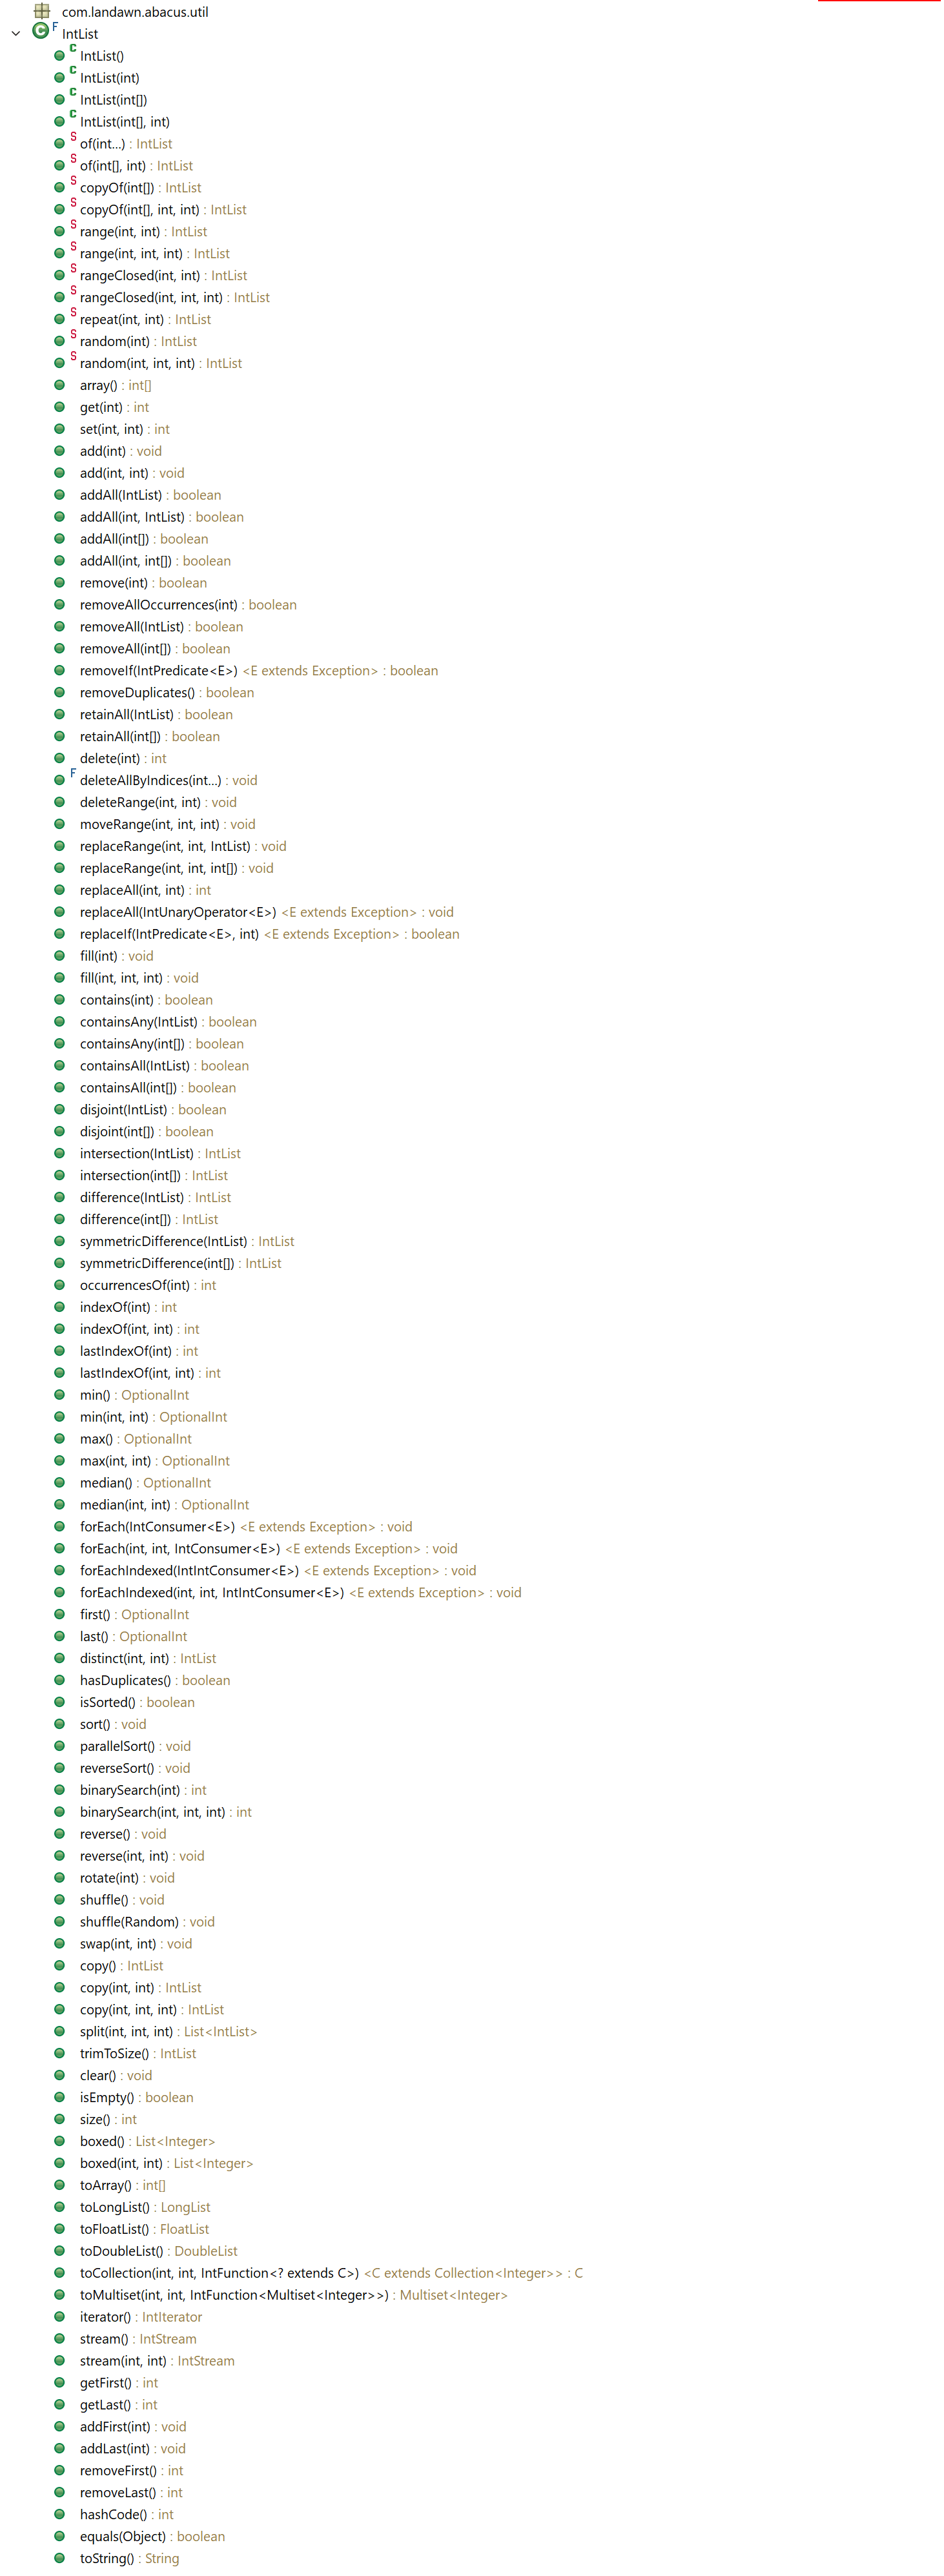 com.landawn.abacus.util
C F IntList
C IntList()
C IntList(int)
C IntList(int[])
C IntList(int[], int)
S of(int...) : IntList
S of(int[], int) : IntList
S copyOf(int[]) : IntList
S copyOf(int[], int, int) : IntList
S range(int, int) : IntList
S range(int, int, int) : IntList
S rangeClosed(int, int) : IntList
S rangeClosed(int, int, int) : IntList
S repeat(int, int) : IntList
S random(int) : IntList
S random(int, int, int) : IntList
array() : int[]
get(int) : int
set(int, int) : int
add(int) : void
add(int, int) : void
addAll(IntList) : boolean
addAll(int, IntList) : boolean
addAll(int[]) : boolean
addAll(int, int[]) : boolean
remove(int) : boolean
removeAllOccurrences(int) : boolean
removeAll(IntList) : boolean
removeAll(int[]) : boolean
removeIf(IntPredicate<E>) <E extends Exception> : boolean
removeDuplicates() : boolean
retainAll(IntList) : boolean
retainAll(int[]) : boolean
delete(int) : int
F deleteAllByIndices(int...) : void
deleteRange(int, int) : void
moveRange(int, int, int) : void
replaceRange(int, int, IntList) : void
replaceRange(int, int, int[]) : void
replaceAll(int, int) : int
replaceAll(IntUnaryOperator<E>) <E extends Exception> : void
replaceIf(IntPredicate<E>, int) <E extends Exception> : boolean
fill(int) : void
fill(int, int, int) : void
contains(int) : boolean
containsAny(IntList) : boolean
containsAny(int[]) : boolean
containsAll(IntList) : boolean
containsAll(int[]) : boolean
disjoint(IntList) : boolean
disjoint(int[]) : boolean
intersection(IntList) : IntList
intersection(int[]) : IntList
difference(IntList) : IntList
difference(int[]) : IntList
symmetricDifference(IntList) : IntList
symmetricDifference(int[]) : IntList
occurrencesOf(int) : int
indexOf(int) : int
indexOf(int, int) : int
lastIndexOf(int) : int
lastIndexOf(int, int) : int
min() : OptionalInt
min(int, int) : OptionalInt
max() : OptionalInt
max(int, int) : OptionalInt
median() : OptionalInt
median(int, int) : OptionalInt
forEach(IntConsumer<E>) <E extends Exception> : void
forEach(int, int, IntConsumer<E>) <E extends Exception> : void
forEachIndexed(IntIntConsumer<E>) <E extends Exception> : void
forEachIndexed(int, int, IntIntConsumer<E>) <E extends Exception> : void
first() : OptionalInt
last() : OptionalInt
distinct(int, int) : IntList
hasDuplicates() : boolean
isSorted() : boolean
sort() : void
parallelSort() : void
reverseSort() : void
binarySearch(int) : int
binarySearch(int, int, int) : int
reverse() : void
reverse(int, int) : void
rotate(int) : void
shuffle() : void
shuffle(Random) : void
swap(int, int) : void
copy() : IntList
copy(int, int) : IntList
copy(int, int, int) : IntList
split(int, int, int) : List<IntList>
trimToSize() : IntList
clear() : void
isEmpty() : boolean
size() : int
boxed() : List<Integer>
boxed(int, int) : List<Integer>
toArray() : int[]
toLongList() : LongList
toFloatList() : FloatList
toDoubleList() : DoubleList
toCollection(int, int, IntFunction<? extends C>) <C extends Collection<Integer>> : C
toMultiset(int, int, IntFunction<Multiset<Integer>>) : Multiset<Integer>
iterator() : IntIterator
stream() : IntStream
stream(int, int) : IntStream
getFirst() : int
getLast() : int
addFirst(int) : void
addLast(int) : void
removeFirst() : int
removeLast() : int
hashCode() : int
equals(Object) : boolean
toString() : String